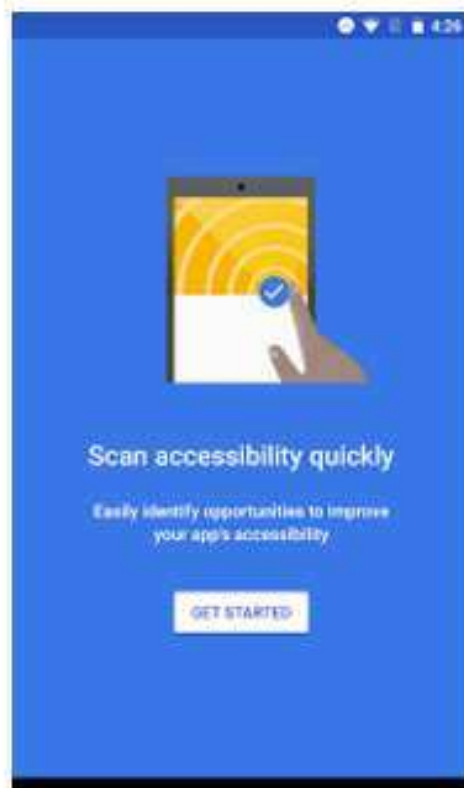 4:26
Scan accessibility quickly
Easily identify opportunities to improve
your app's accessibility
GET STARTED